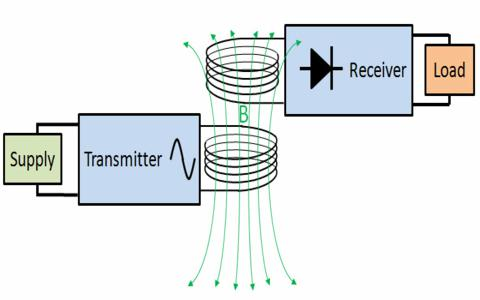 Receiver
Load
B
Supply
Transmitter